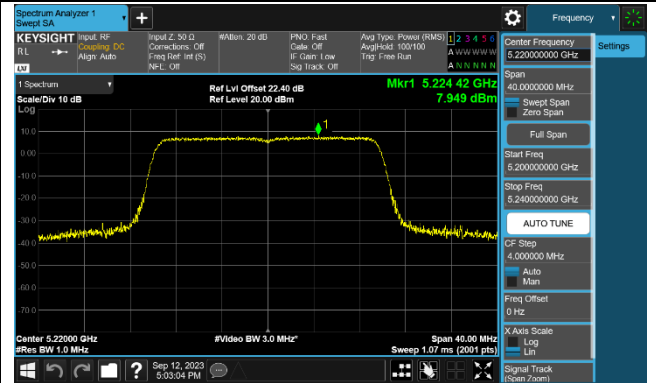 Spectrum Analyzer 1
Swept SA
Frequency
KEYSIGHT
RL
LXI
Input: RF
Coupling: DC
Align: Auto
Input Z: 50 Ω
Corrections: Off
Freq Ref: Int (S)
NFE: Off
#Atten: 20 dB
PNO: Fast
Gate: Off
IF Gain: Low
Sig Track: Off
Avg Type: Power (RMS)
Avg|Hold: 100/100
Trig: Free Run
1 2 3 4 5 6
A W W W W W
A N N N N N
1 Spectrum
Scale/Div 10 dB
Log
Ref Lvl Offset 22.40 dB
Ref Level 20.00 dBm
Mkr1 5.224 42 GHz
7.949 dBm
1
10.0
0.00
-10.0
-20.0
-30.0
-40.0
-50.0
-60.0
-70.0
Center 5.22000 GHz
#Res BW 1.0 MHz
#Video BW 3.0 MHz*
Span 40.00 MHz
Sweep 1.07 ms (2001 pts)
Center Frequency
5.220000000 GHz
Settings
Span
40.0000000 MHz
Swept Span
Zero Span
Full Span
Start Freq
5.200000000 GHz
Stop Freq
5.240000000 GHz
AUTO TUNE
CF Step
4.000000 MHz
Auto
Man
Freq Offset
0 Hz
X Axis Scale
Log
Lin
Signal Track
(Span Zoom)
?
Sep 12, 2023
5:03:04 PM